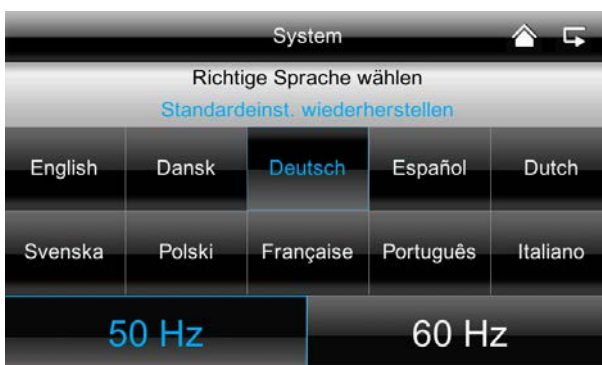 System
Richtige Sprache wählen
Standardeinst. wiederherstellen
English Dansk Deutsch Español Dutch
Svenska Polski Française Português Italiano
50 Hz 60 Hz